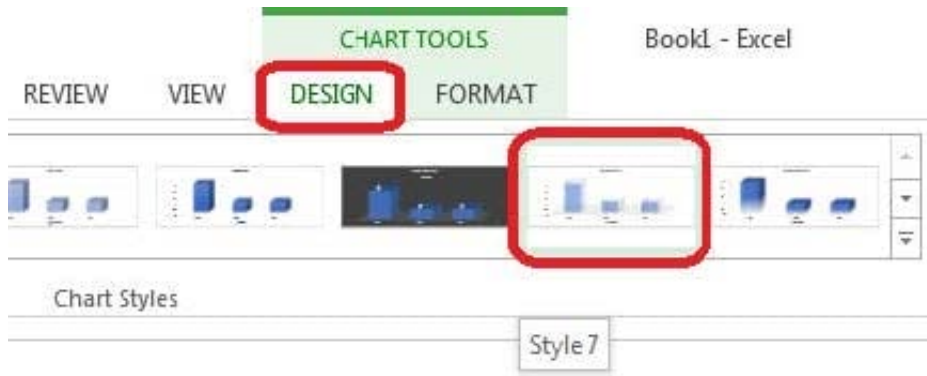 CHART TOOLS Book1 - Excel
REVIEW VIEW DESIGN FORMAT
Chart Styles
Style 7